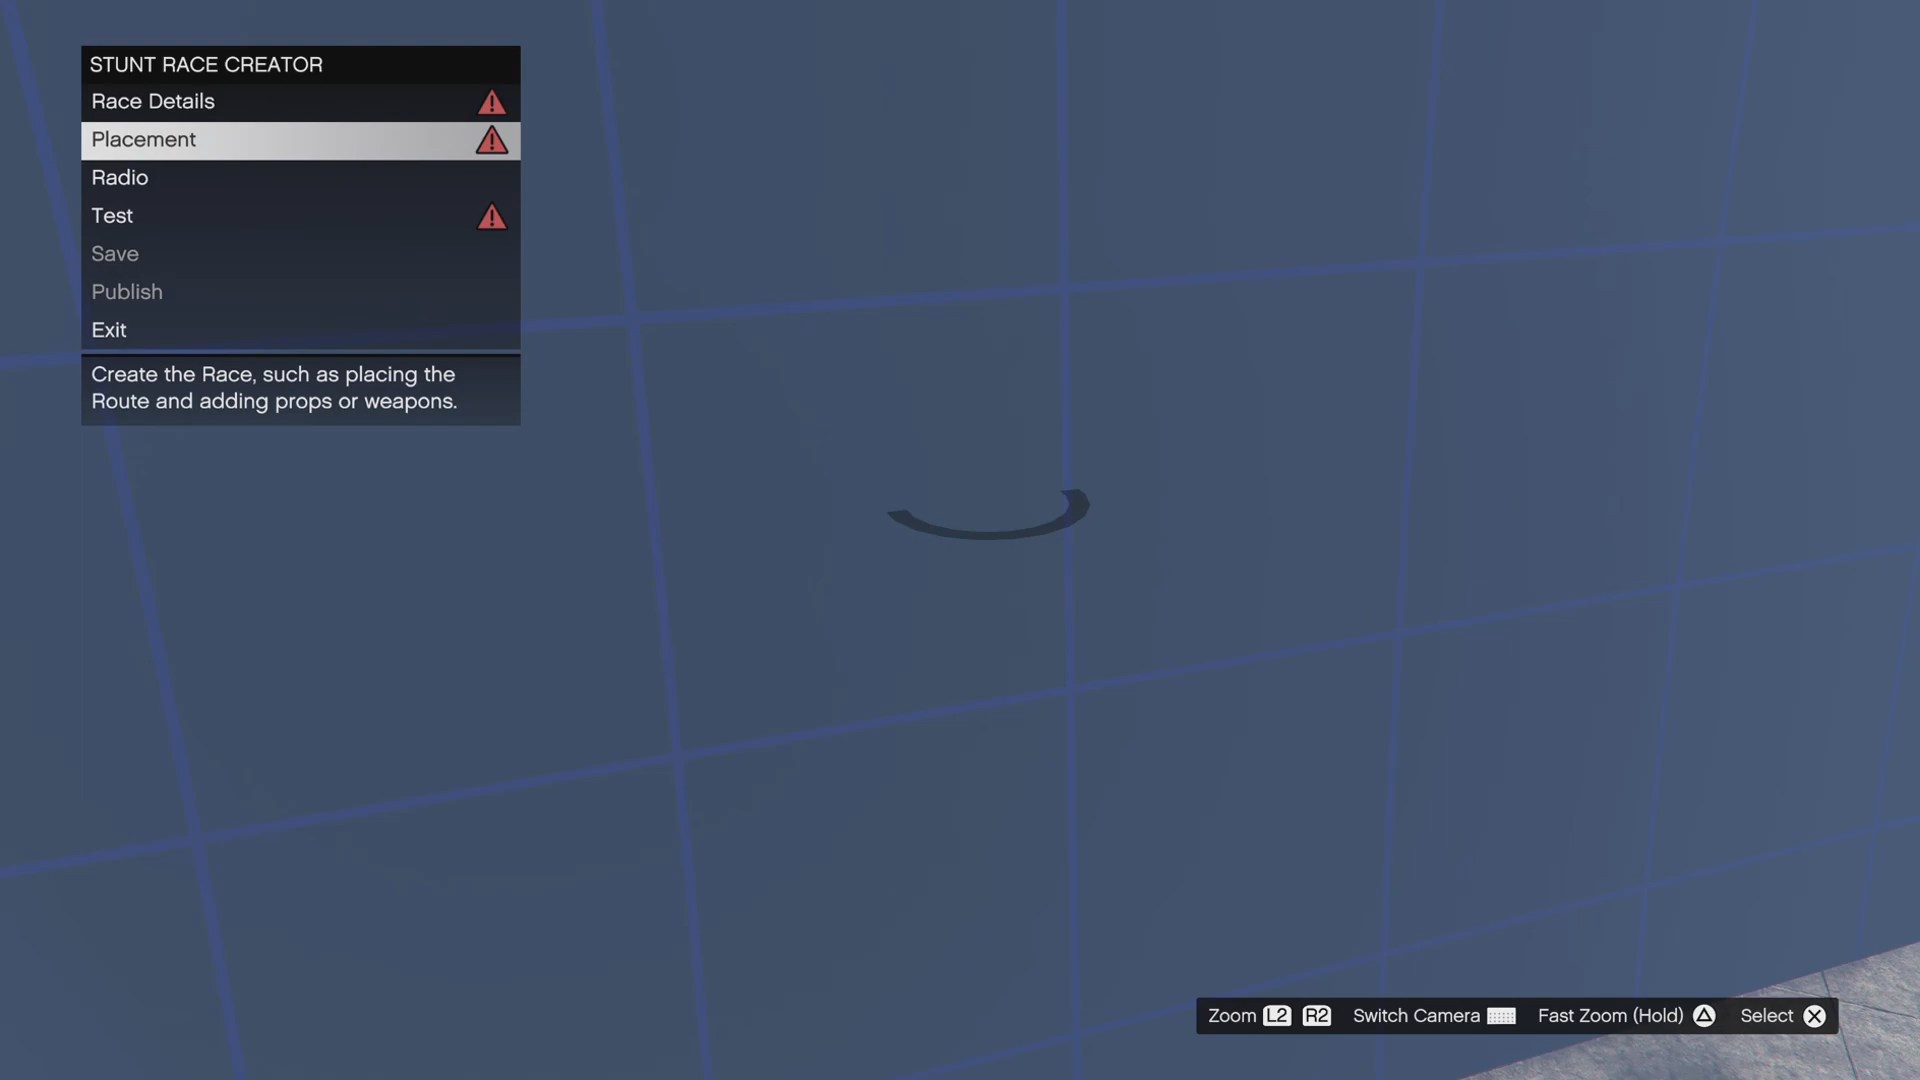 STUNT RACE CREATOR
Race Details
Placement
Radio
Test
Save
Publish
Exit
Create the Race, such as placing the
Route and adding props or weapons.
Zoom L2 R2 Switch Camera Fast Zoom (Hold) Select